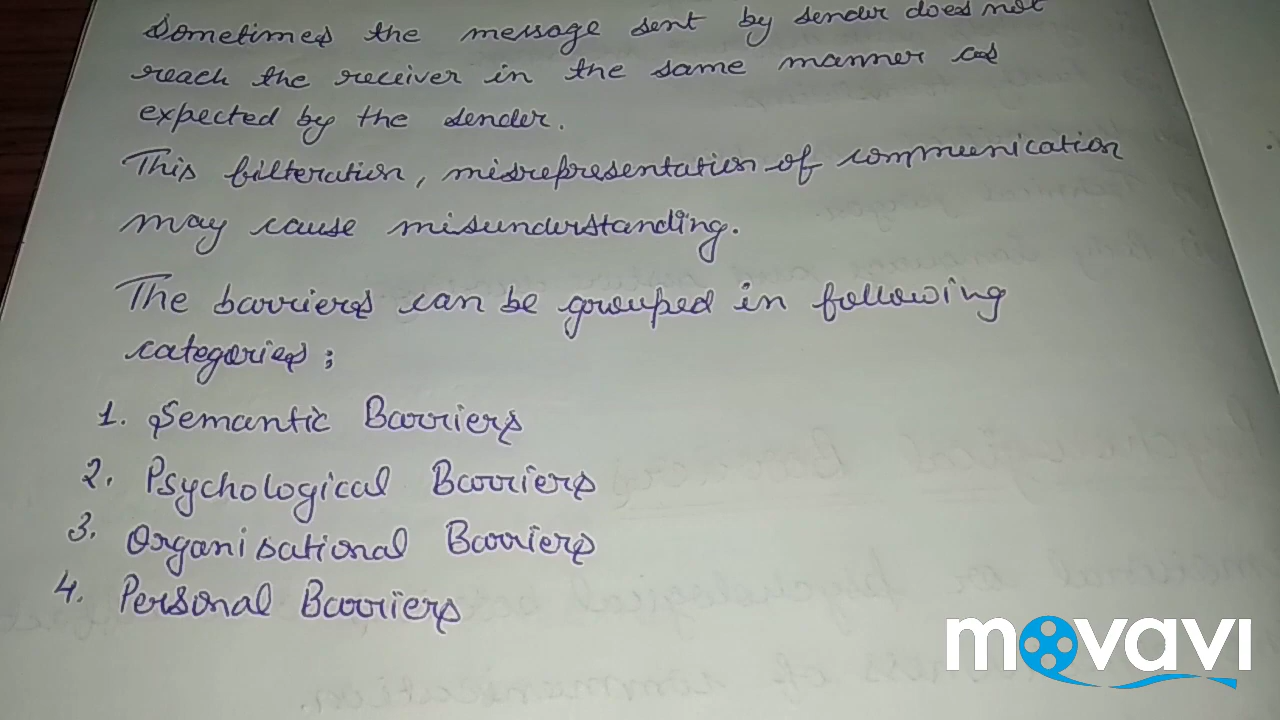 Sometimes the message sent by sender does not
reach the receiver in the same manner as
expected by the sender.
This filteration, misrepresentation of communication
may cause misunderstanding.
The barriers can be grouped in following
categories;
1. Semantic Barriers
2. Psychological Barriers
3. Organisational Barriers
4. Personal Barriers
movavi